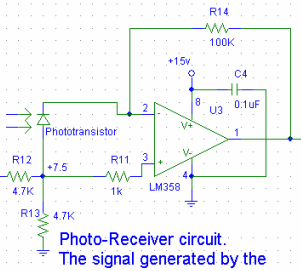 R14
100K
+15v
C4
0.1uF
8
U3
2
-
V+
1
Phototransistor
+7.5
R12
R11
3
+
V-
4.7K
1k
LM358
4
R13
4.7K
Photo-Receiver circuit.
The signal generated by the